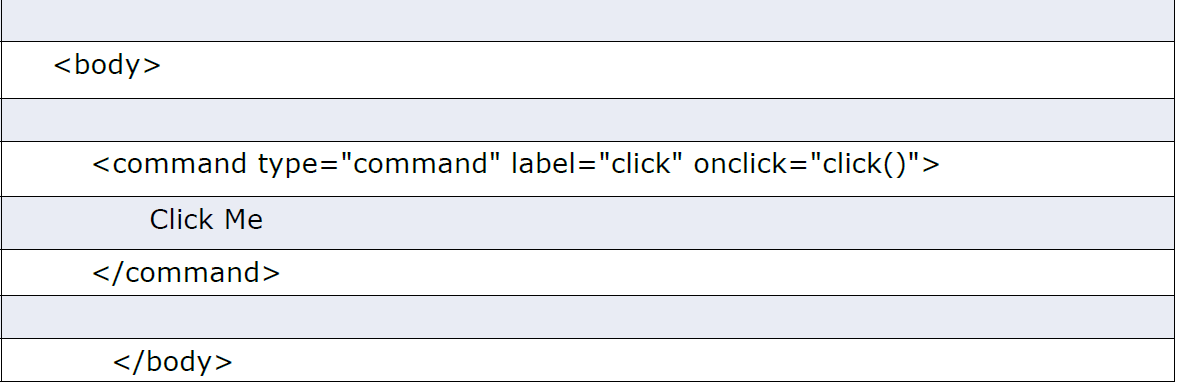 <body>
<command type="command" label="click" onclick="click()">
Click Me
</command>
</body>